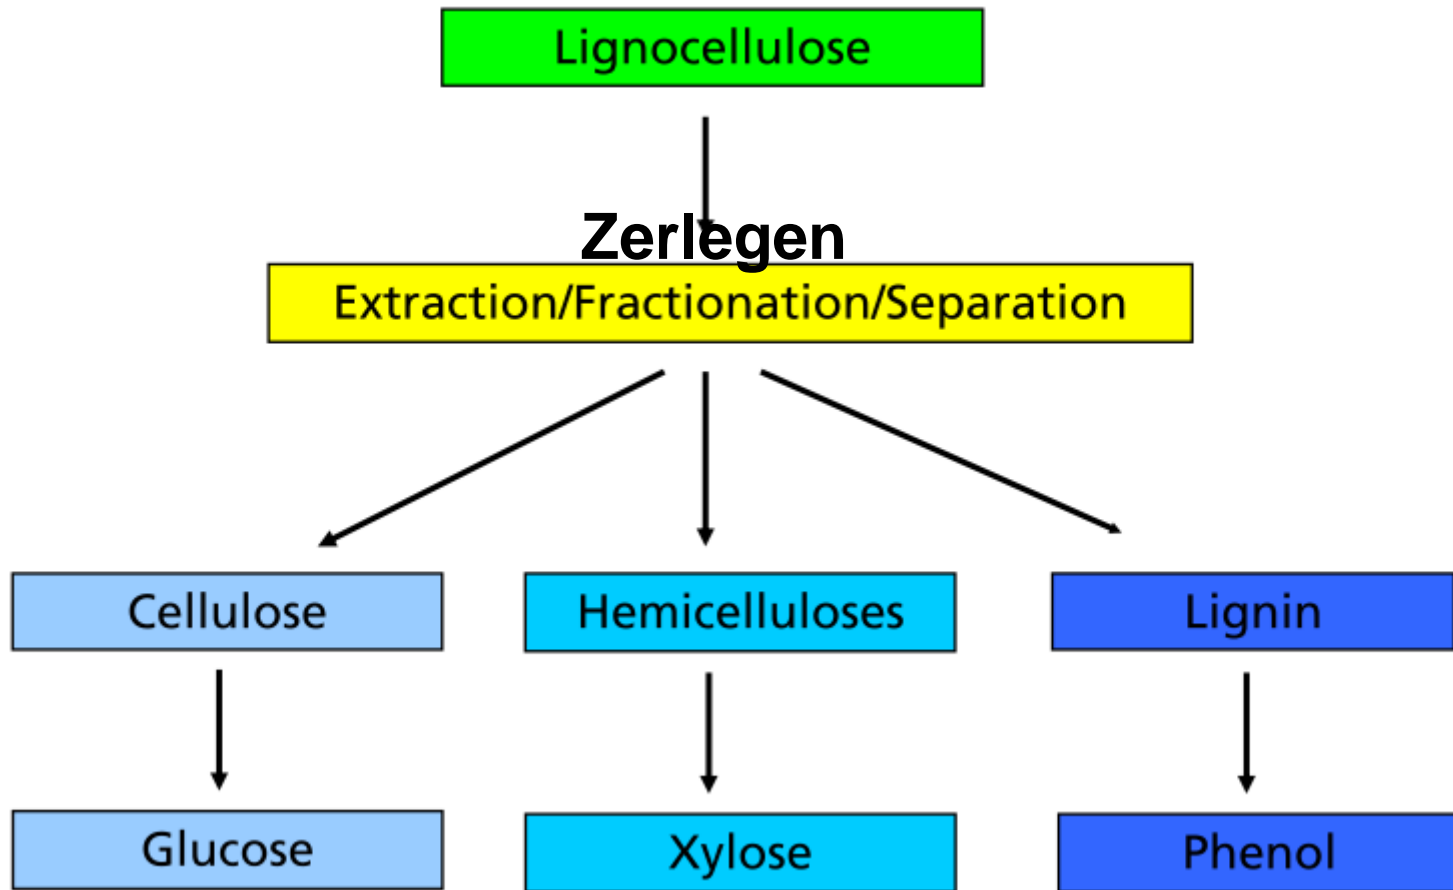 Lignocellulose
Zerlegen
Extraction/Fractionation/Separation
Cellulose
Hemicelluloses
Lignin
Glucose
Xylose
Phenol